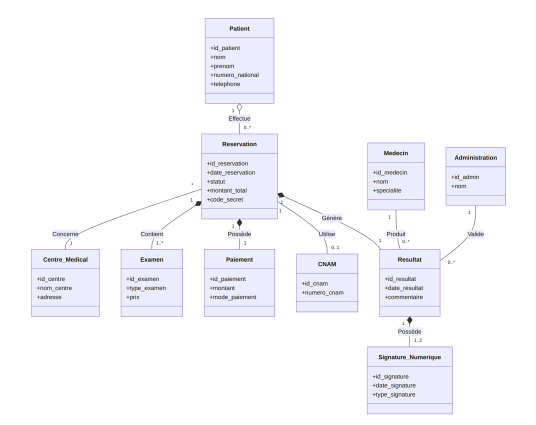 Patient
+id_patient
+nom
+prenom
+numero_national
+telephone
1
Effectue
0..*
Reservation
+id_reservation
+date_reservation
+statut
+montant_total
+code_secret
Medecin
+id_medecin
+nom
+specialite
Administration
+id_admin
+nom
*
1
1
1
1
1
1
Concerne
1
Contient
1..*
Possède
1
Utilise
0..1
Génère
1
Produit
0..*
Valide
0..*
Centre_Medical
+id_centre
+nom_centre
+adresse
Examen
+id_examen
+type_examen
+prix
Paiement
+id_paiement
+montant
+mode_paiement
CNAM
+id_cnam
+numero_cnam
Resultat
+id_resultat
+date_resultat
+commentaire
1
Possède
1..2
Signature_Numerique
+id_signature
+date_signature
+type_signature